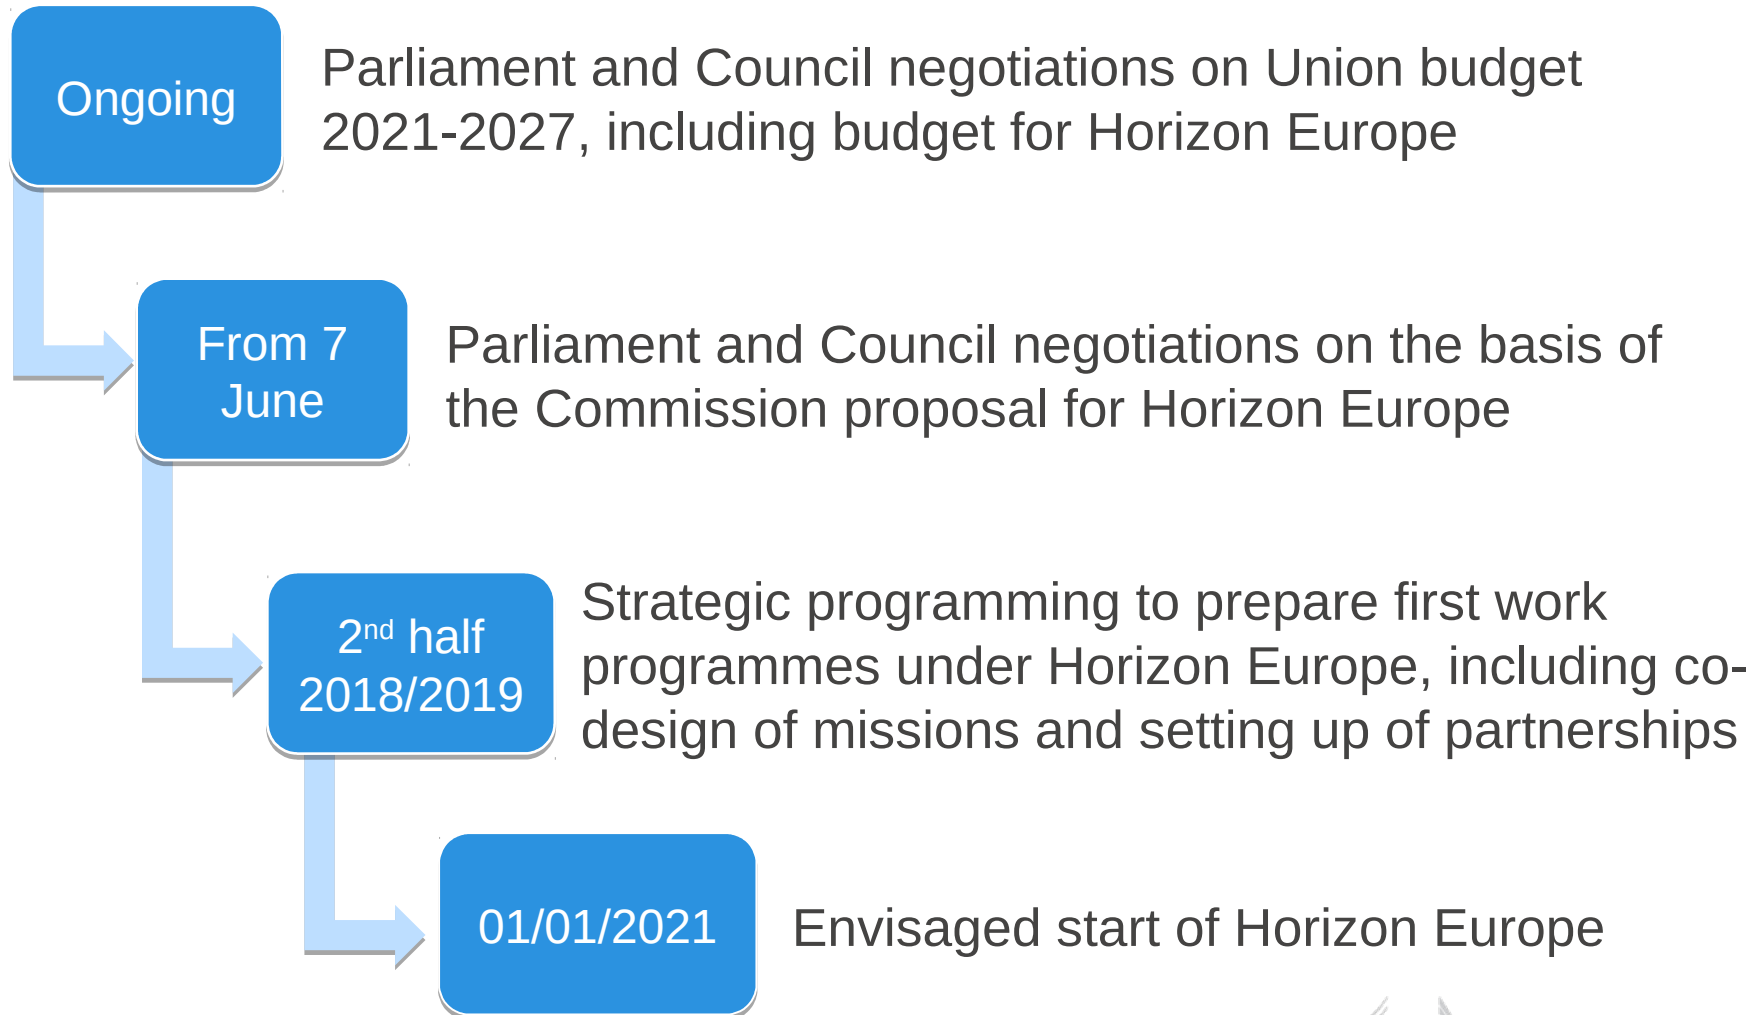 Ongoing
Parliament and Council negotiations on Union budget
2021-2027, including budget for Horizon Europe
From 7
June
Parliament and Council negotiations on the basis of
the Commission proposal for Horizon Europe
2nd half
2018/2019
Strategic programming to prepare first work
programmes under Horizon Europe, including co-
design of missions and setting up of partnerships
01/01/2021
Envisaged start of Horizon Europe